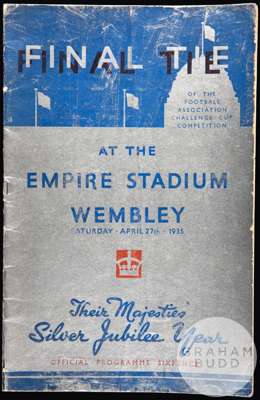 FINAL TIE
OF THE
FOOTBALL
ASSOCIATION
CHALLENGE CUP
COMPETITION
AT THE
EMPIRE STADIUM
WEMBLEY
SATURDAY · APRIL 27th · 1935
Their Majesties'
Silver Jubilee Year
OFFICIAL PROGRAMME SIXPENCE
GRAHAM
BUDD